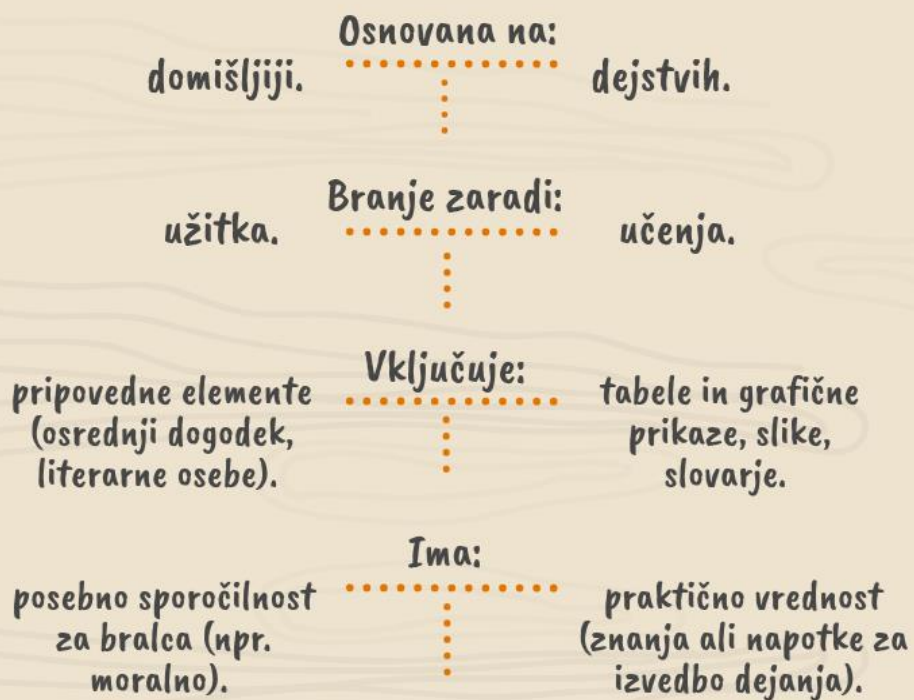 Osnovana na:
domišljiji.
dejstvih.
Branje zaradi:
užitka.
učenja.
Vključuje:
pripovedne elemente
(osrednji dogodek,
literarne osebe).
tabele in grafične
prikaze, slike,
slovarje.
Ima:
posebno sporočilnost
za bralca (npr.
moralno).
praktično vrednost
(znanja ali napotke za
izvedbo dejanja).